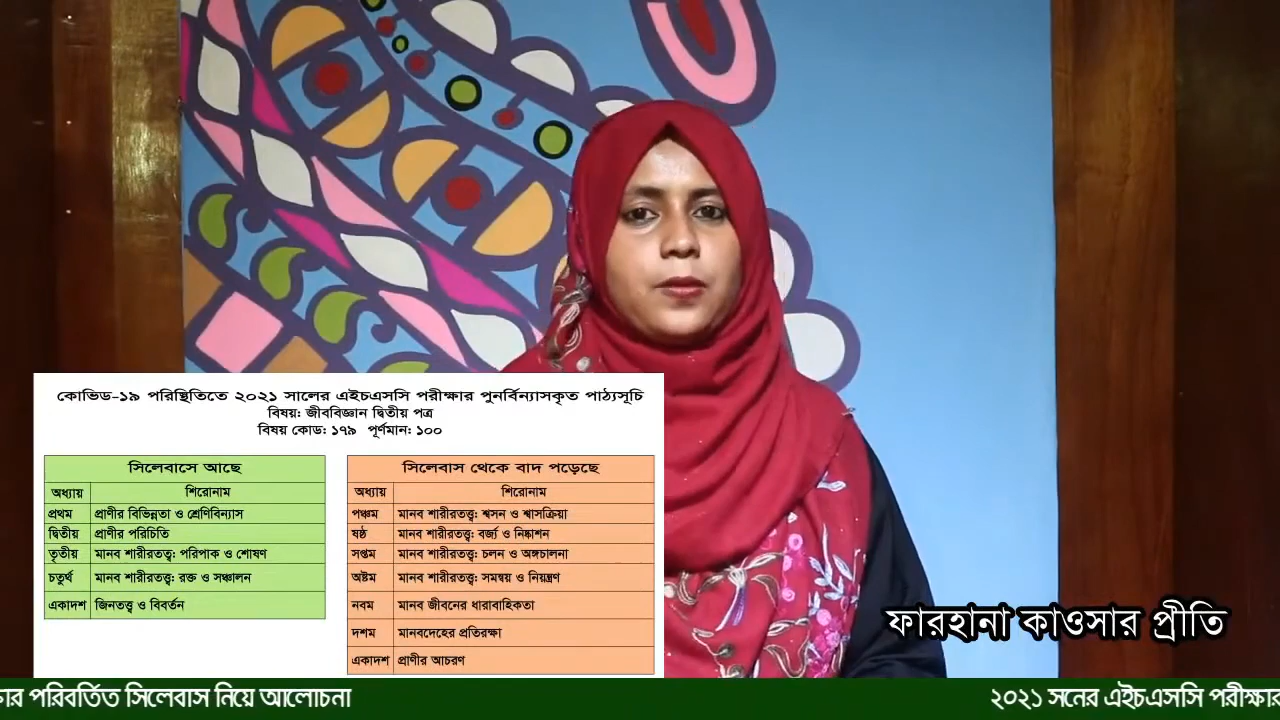 কোভিড-১৯ পরিস্থিতিতে ২০২১ সালের এইচএসসি পরীক্ষার পুনর্বিন্যাসকৃত পাঠ্যসূচি
বিষয়: জীববিজ্ঞান দ্বিতীয় পত্র
বিষয় কোড: ১৭৯ পূর্ণমান: ১০০
সিলেবাসে আছে
অধ্যায় শিরোনাম
প্রথম প্রাণীর বিভিন্নতা ও শ্রেণিবিন্যাস
দ্বিতীয় প্রাণীর পরিচিতি
তৃতীয় মানব শারীরতত্ত্ব: পরিপাক ও শোষণ
চতুর্থ মানব শারীরতত্ত্ব: রক্ত ও সঞ্চালন
একাদশ জিনতত্ত্ব ও বিবর্তন
সিলেবাস থেকে বাদ পড়েছে
অধ্যায় শিরোনাম
পঞ্চম মানব শারীরতত্ত্ব: শ্বসন ও শ্বাসক্রিয়া
ষষ্ঠ মানব শারীরতত্ত্ব: বর্জ্য ও নিষ্কাশন
সপ্তম মানব শারীরতত্ত্ব: চলন ও অঙ্গচালনা
অষ্টম মানব শারীরতত্ত্ব: সমন্বয় ও নিয়ন্ত্রণ
নবম মানব জীবনের ধারাবাহিকতা
দশম মানবদেহের প্রতিরক্ষা
একাদশ প্রাণীর আচরণ
ফারহানা কাওসার প্রীতি
কার পরিবর্তিত সিলেবাস নিয়ে আলোচনা
২০২১ সনের এইচএসসি পরীক্ষার